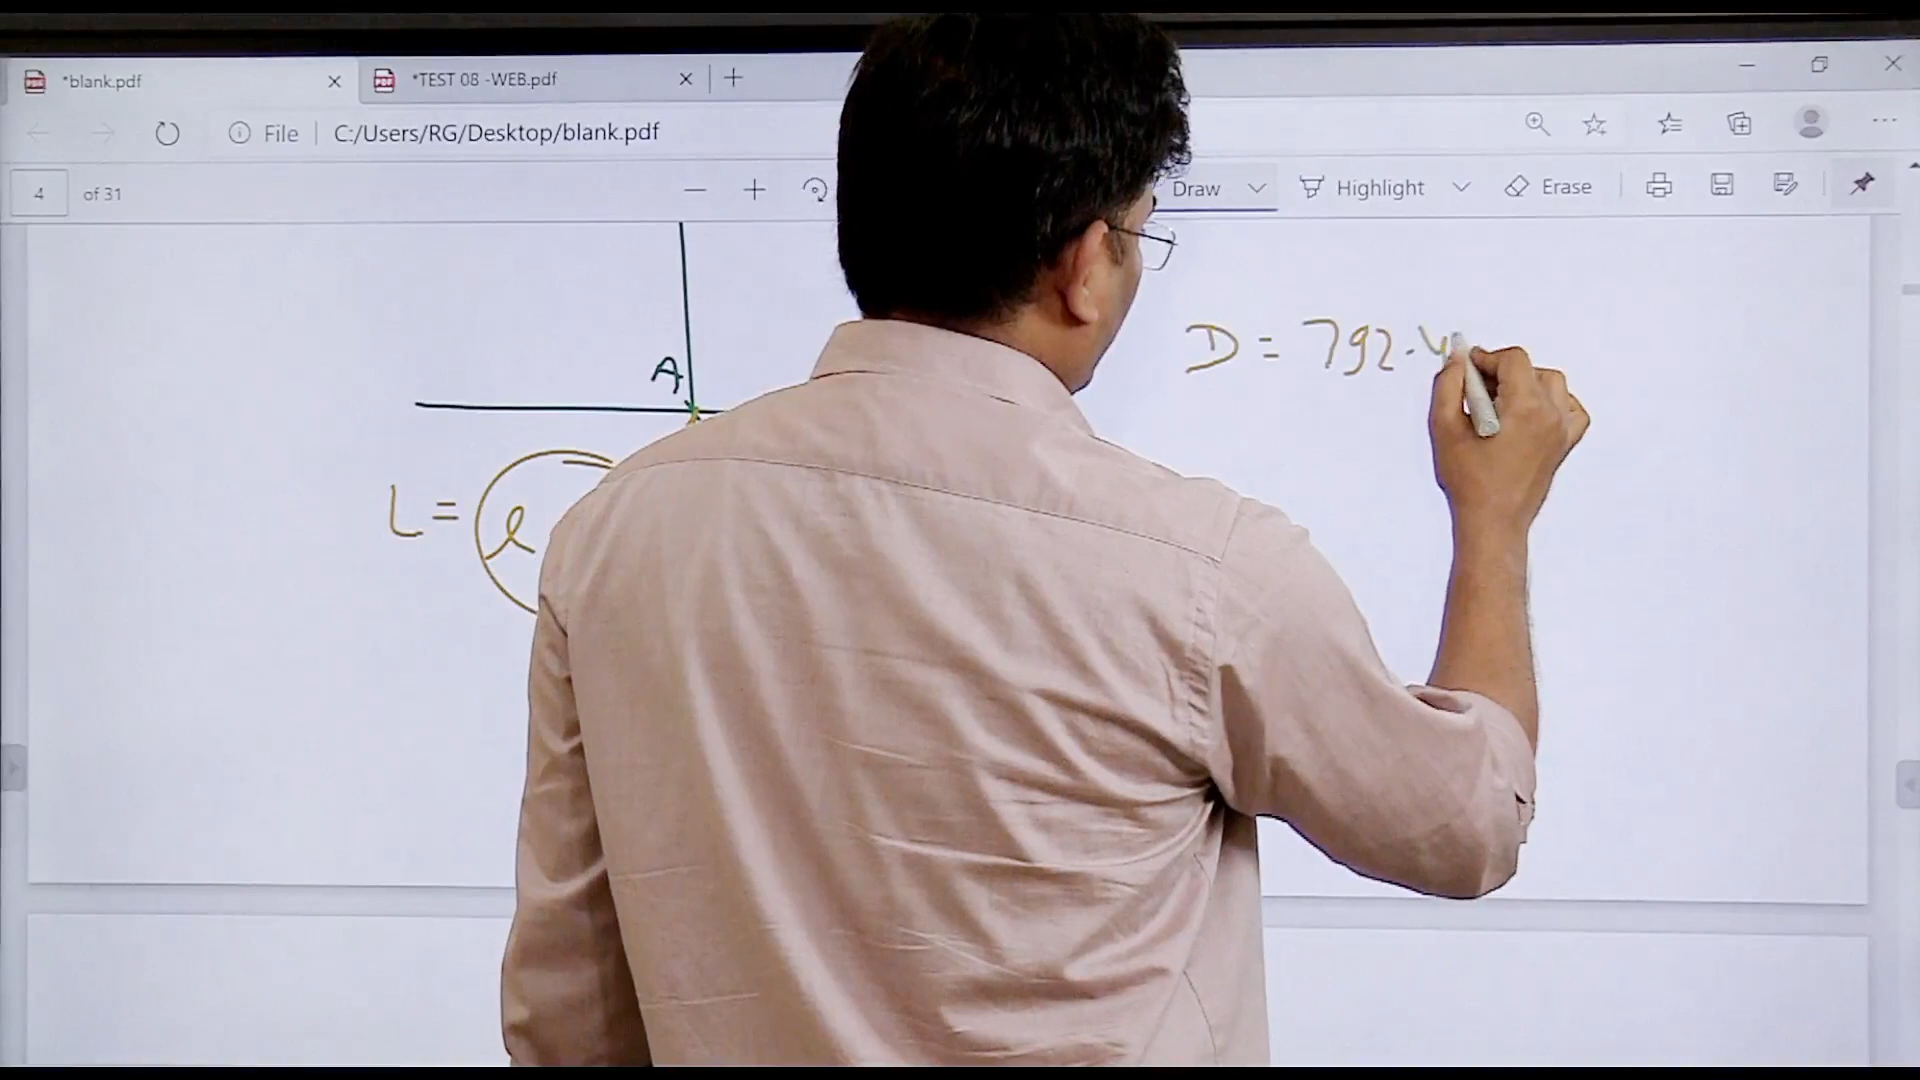 *blank.pdf
*TEST 08 -WEB.pdf
File C:/Users/RG/Desktop/blank.pdf
4 of 31
Draw Highlight Erase
A
D = 792.4
L = e